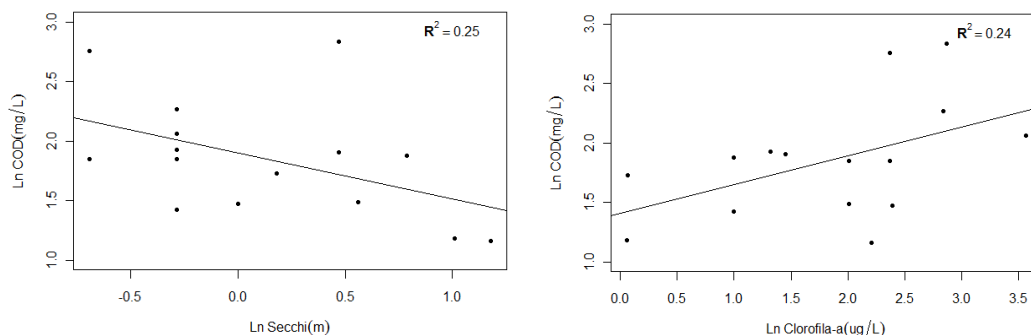 R² = 0.25
Ln COD(mg/L)
3.0
2.5
2.0
1.5
1.0
-0.5 0.0 0.5 1.0
Ln Secchi(m)
R² = 0.24
Ln COD(mg/L)
3.0
2.5
2.0
1.5
1.0
0.0 0.5 1.0 1.5 2.0 2.5 3.0 3.5
Ln Clorofila-a(ug/L)